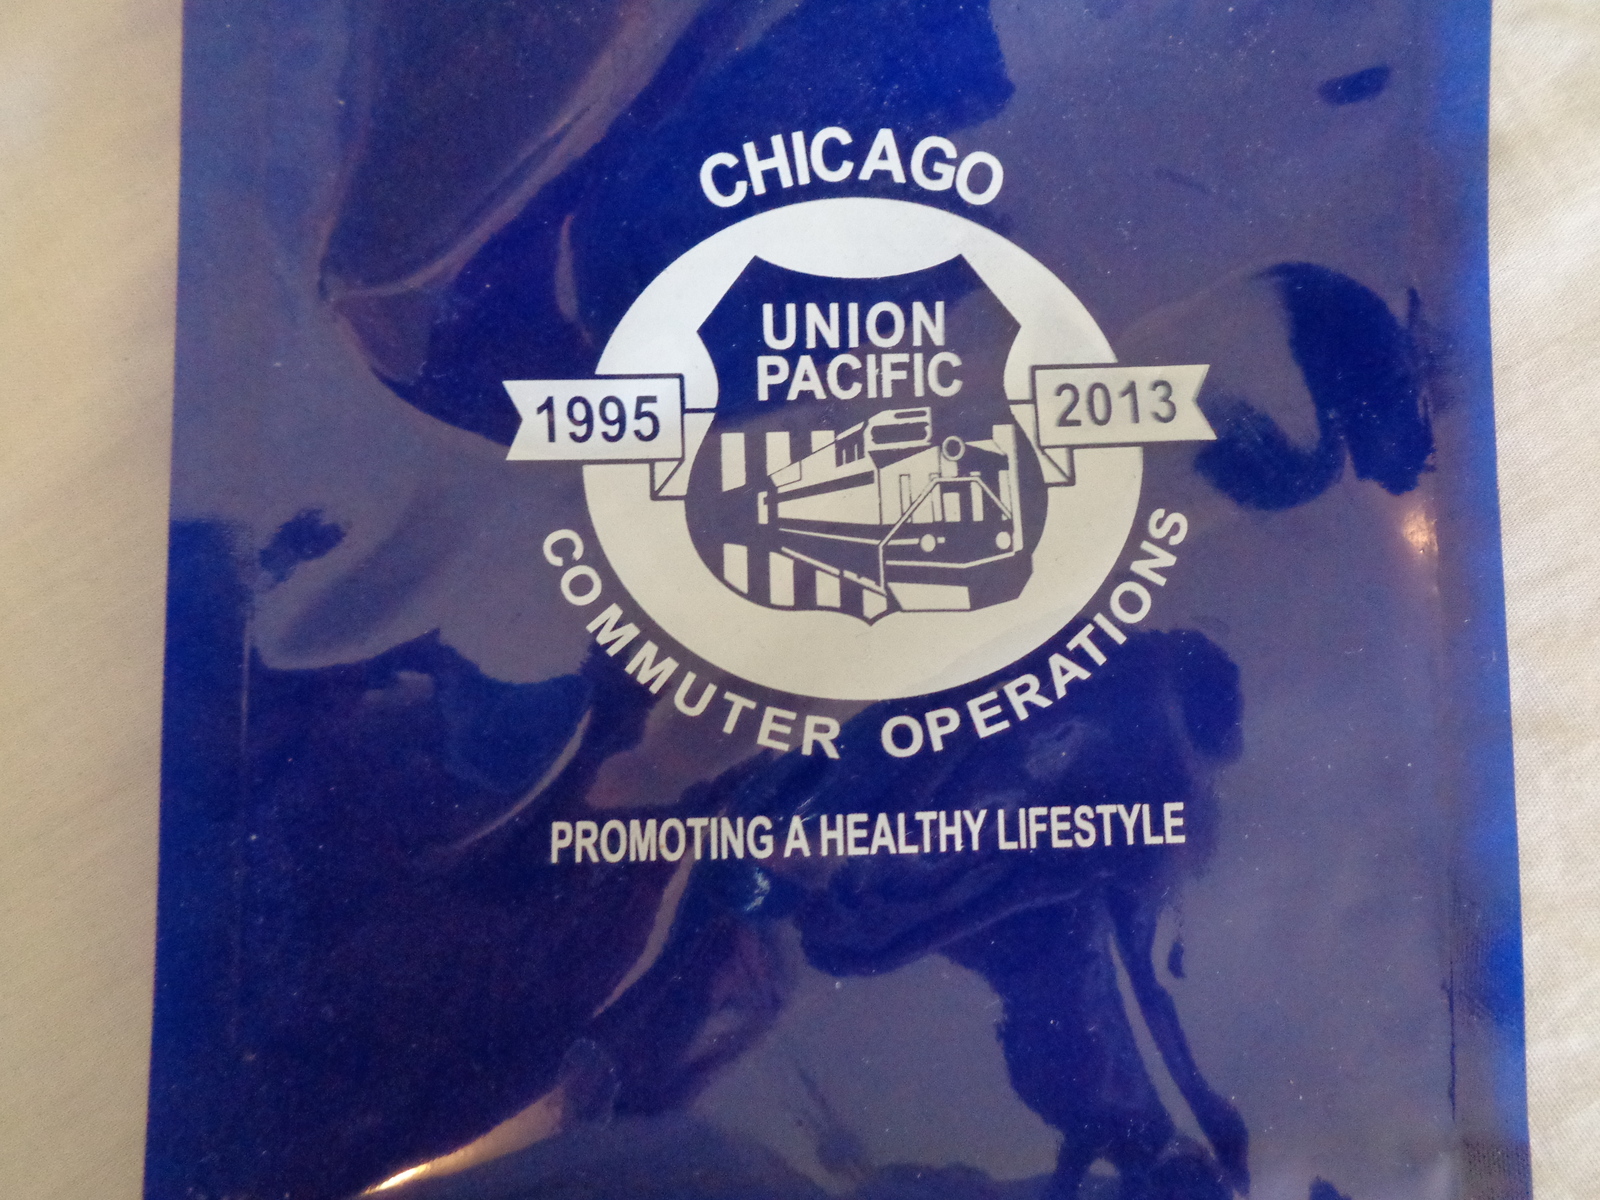 CHICAGO
UNION
PACIFIC
1995
2013
COMMUTER OPERATIONS
PROMOTING A HEALTHY LIFESTYLE